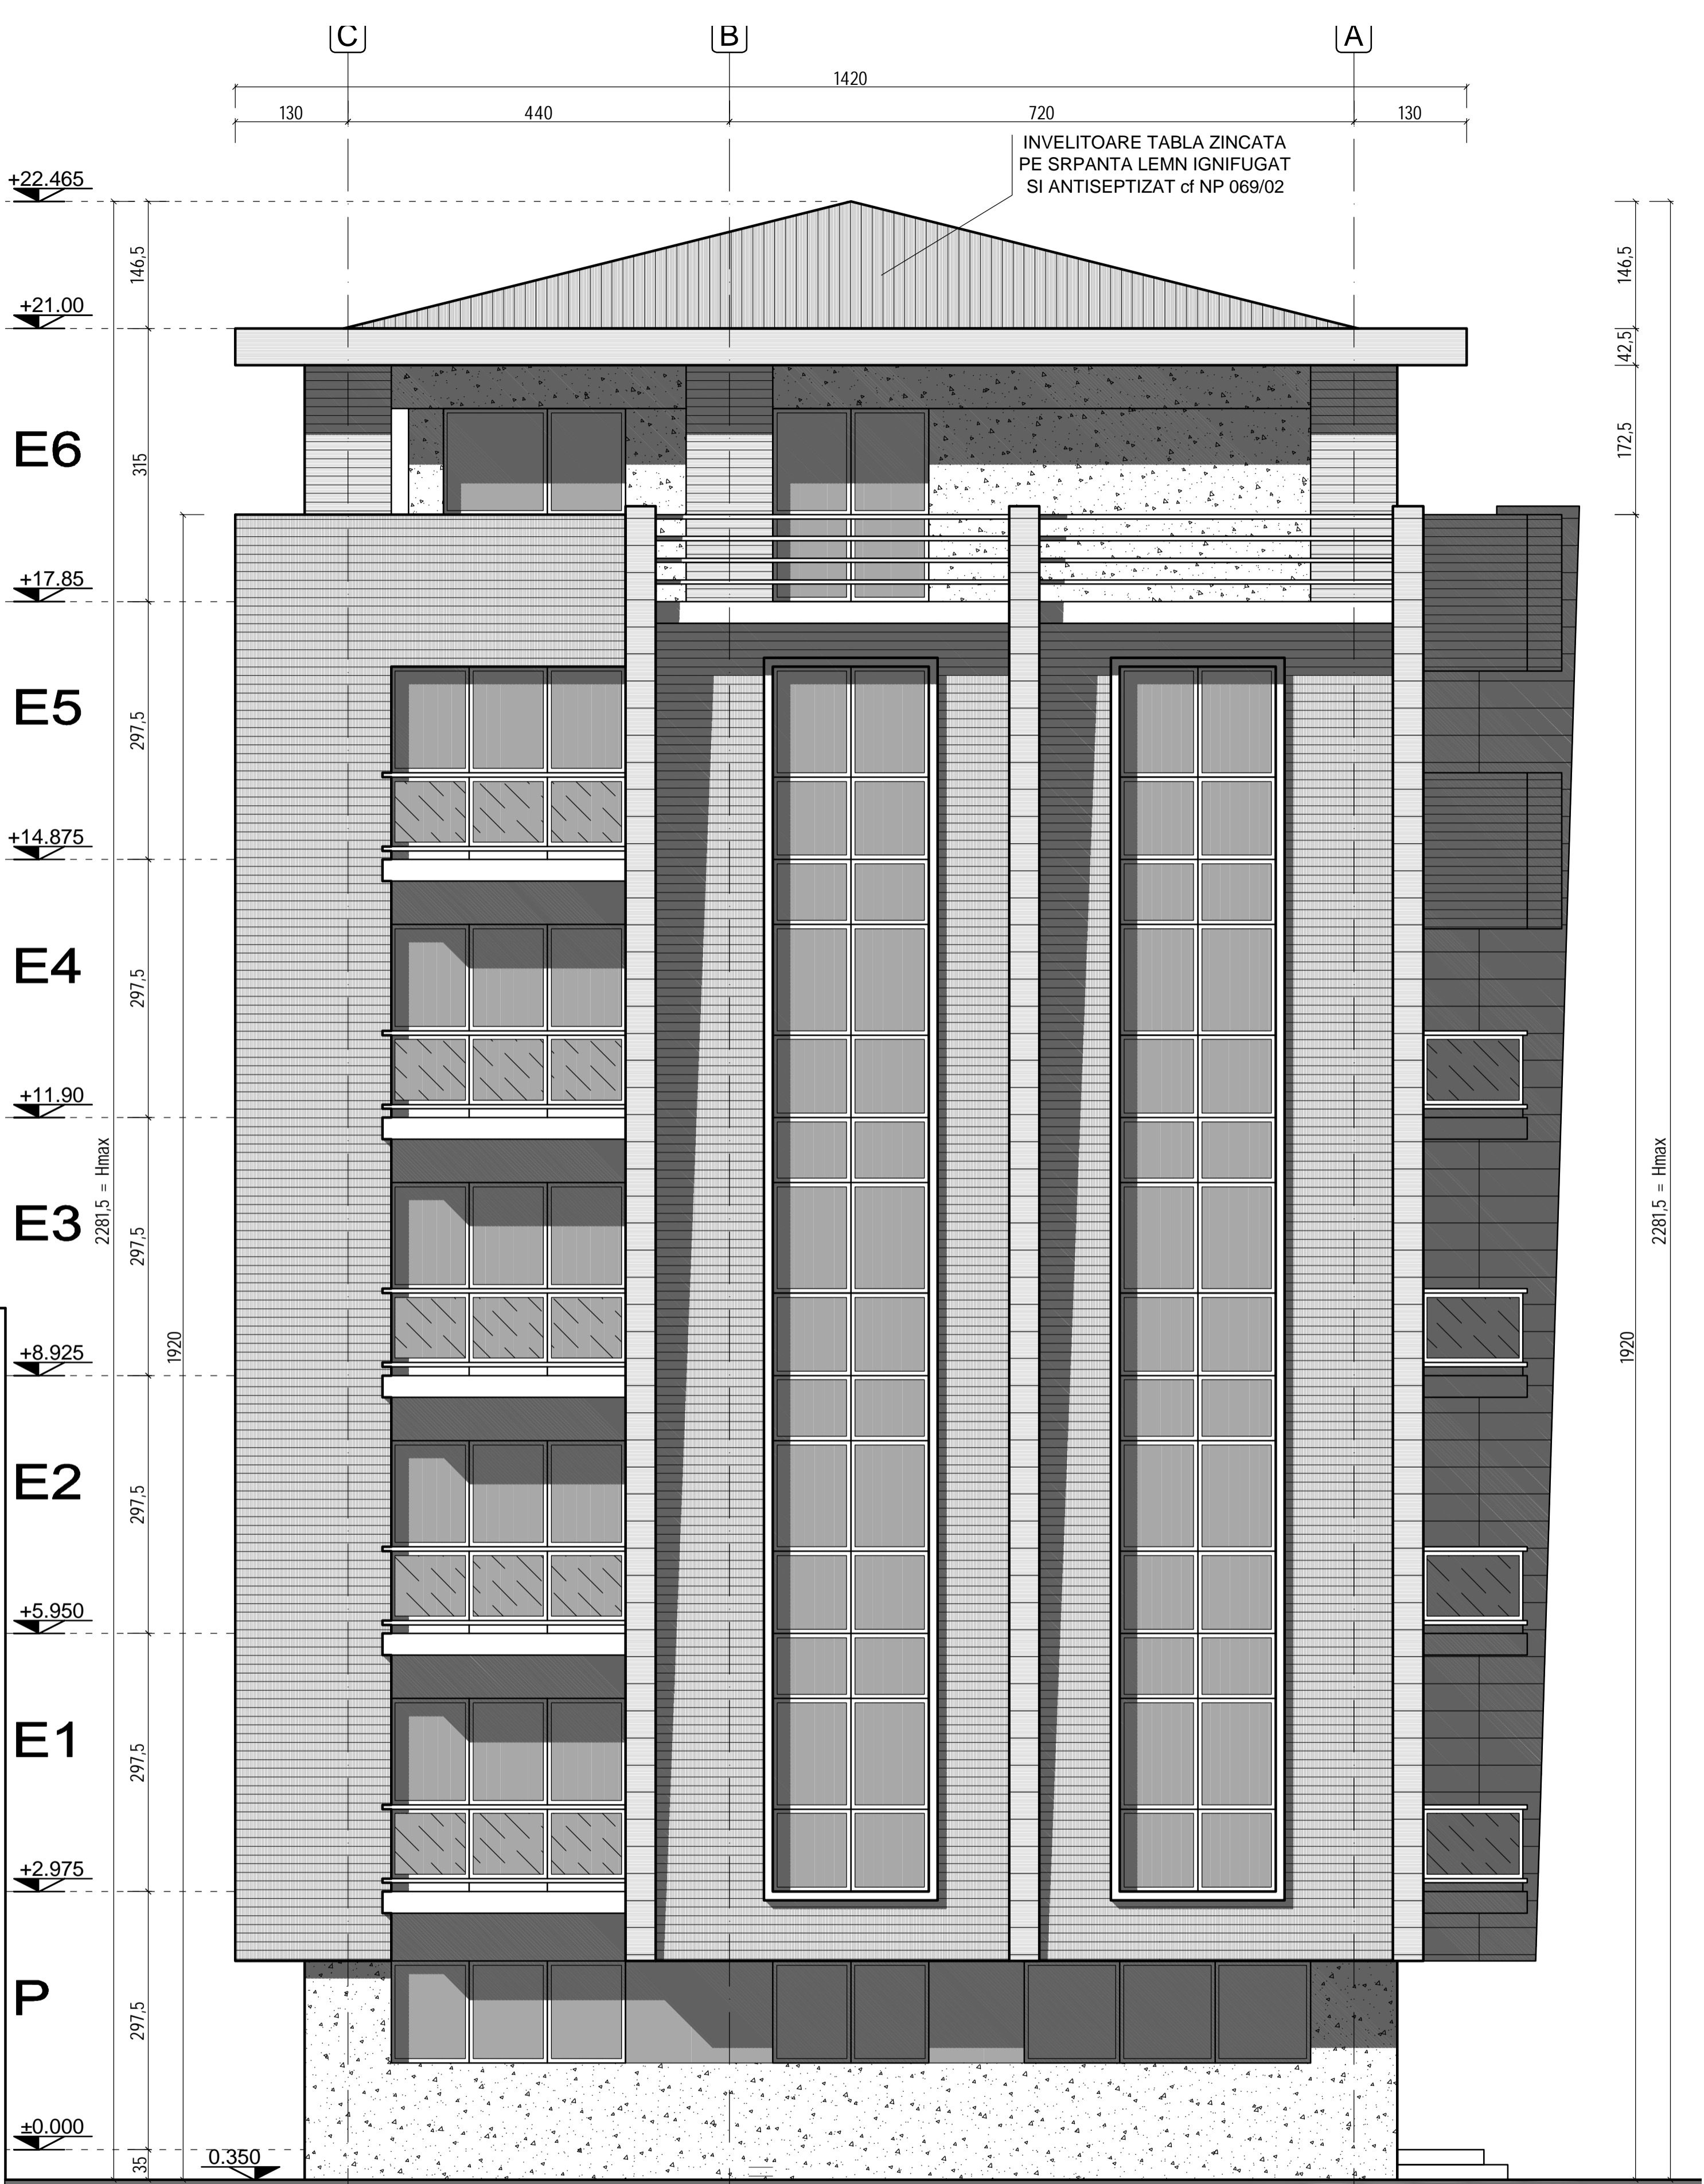 C
B
A
1420
130
440
720
130
INVELITOARE TABLA ZINCATA
PE SRPANTA LEMN IGNIFUGAT
SI ANTISEPTIZAT cf NP 069/02
+22.465
146,5
146,5
+21.00
42,5
E6
315
172,5
+17.85
E5
297,5
+14.875
E4
297,5
+11.90
2281,5 = Hmax
2281,5 = Hmax
E3
297,5
1920
1920
+8.925
E2
297,5
+5.950
E1
297,5
+2.975
P
297,5
±0.000
0.350
35